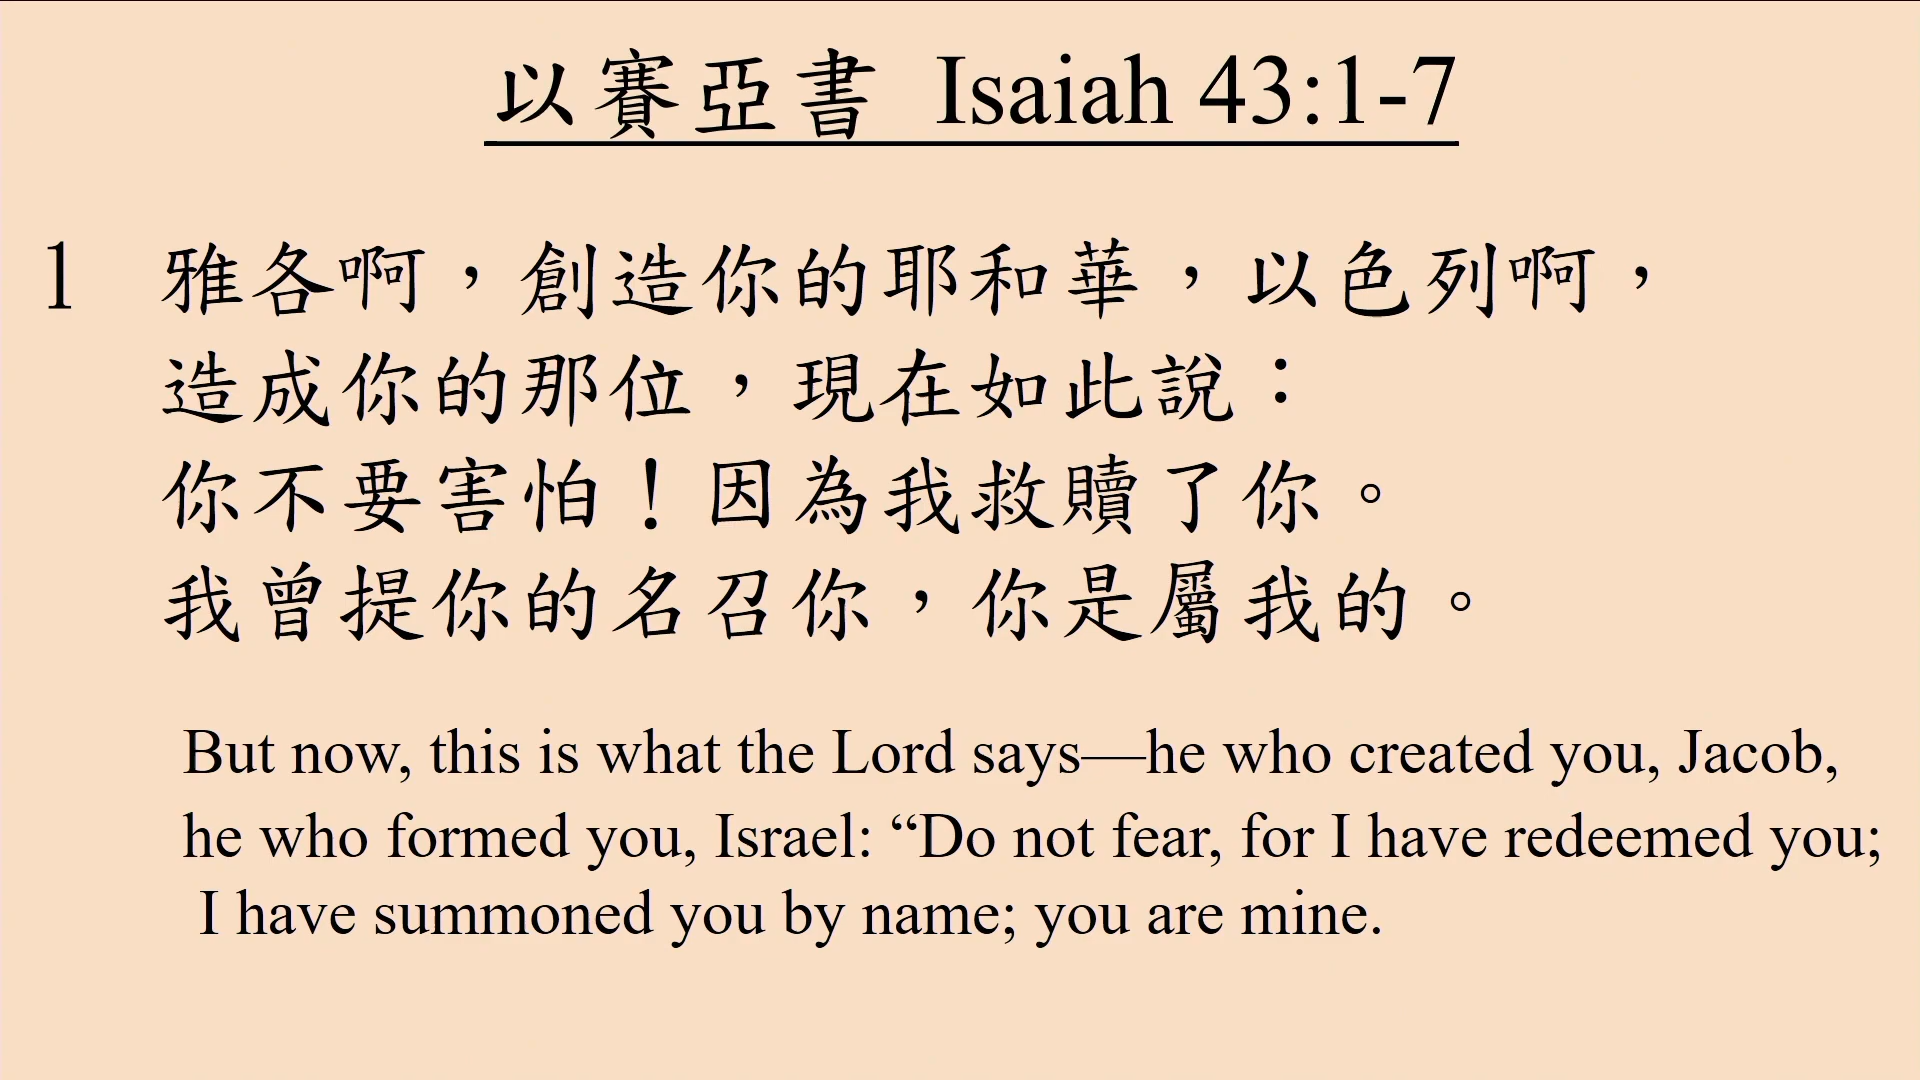 以賽亞書 Isaiah 43:1-7
1 雅各啊，創造你的耶和華，以色列啊，
造成你的那位，現在如此說：
你不要害怕！因為我救贖了你。
我曾提你的名召你，你是屬我的。
But now, this is what the Lord says—he who created you, Jacob,
he who formed you, Israel: “Do not fear, for I have redeemed you;
I have summoned you by name; you are mine.